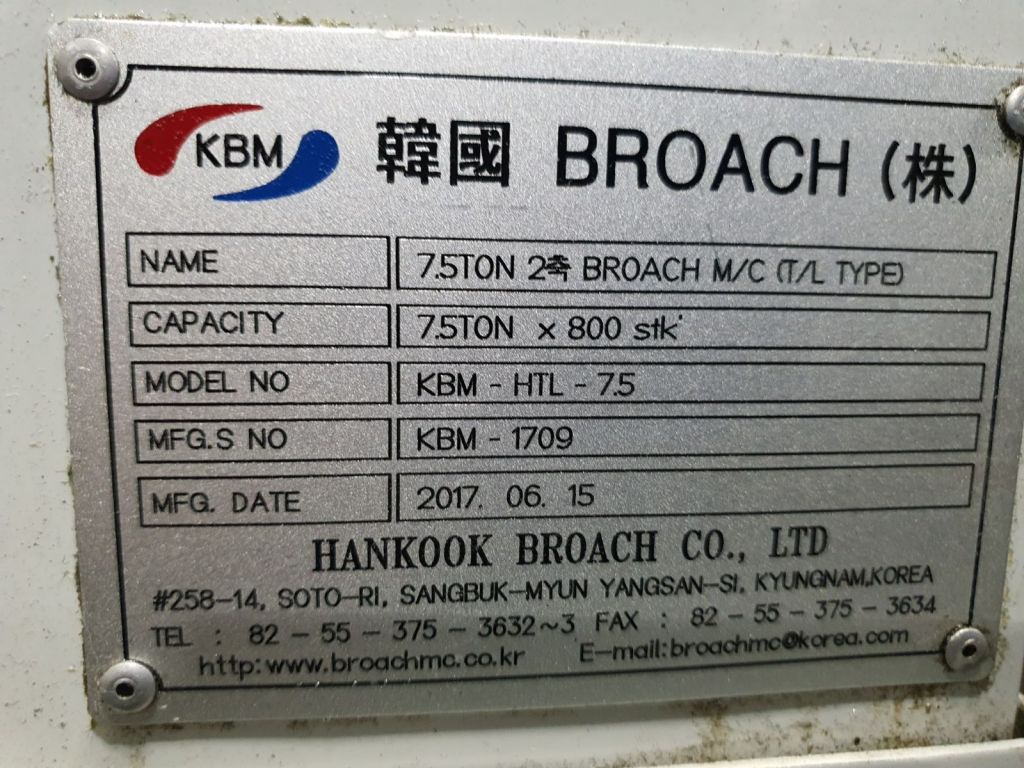 KBM 韓國 BROACH (株)
NAME 7.5TON 2축 BROACH M/C (T/L TYPE)
CAPACITY 7.5TON x 800 stk'
MODEL NO KBM - HTL - 7.5
MFG.S NO KBM - 1709
MFG. DATE 2017. 06. 15
HANKOOK BROACH CO., LTD
#258-14, SOTO-RI, SANGBUK-MYUN YANGSAN-SI, KYUNGNAM,KOREA
TEL : 82 - 55 - 375 - 3632~3 FAX : 82 - 55 - 375 - 3634
http:www.broachmc.co.kr E-mail:broachmc@korea.com